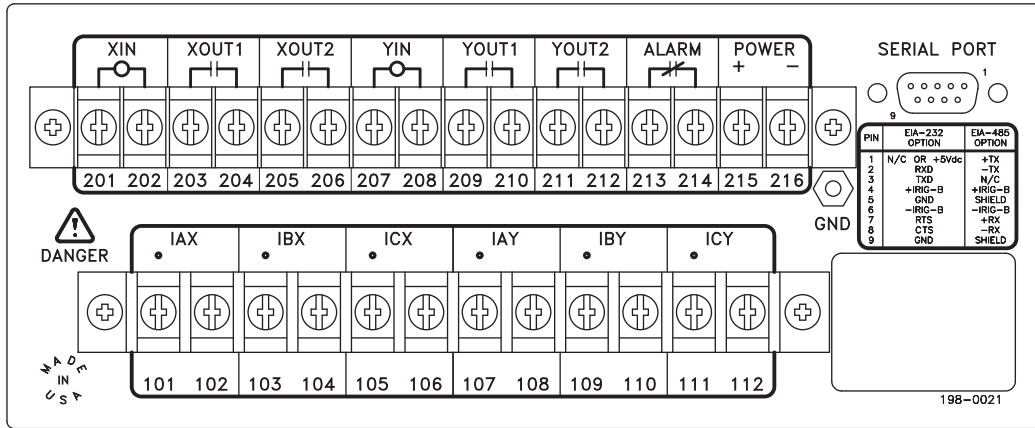 XIN XOUT1 XOUT2 YIN YOUT1 YOUT2 ALARM POWER
+ −
SERIAL PORT
1
9
201 202 203 204 205 206 207 208 209 210 211 212 213 214 215 216
GND
PIN EIA-232 OPTION EIA-485 OPTION
1 N/C OR +5Vdc +TX
2 RXD −TX
3 TXD N/C
4 +IRIG-B +IRIG-B
5 GND SHIELD
6 −IRIG-B −IRIG-B
7 RTS +RX
8 CTS −RX
9 GND SHIELD
DANGER
IAX IBX ICX IAY IBY ICY
101 102 103 104 105 106 107 108 109 110 111 112
MADE
IN
USA
198-0021